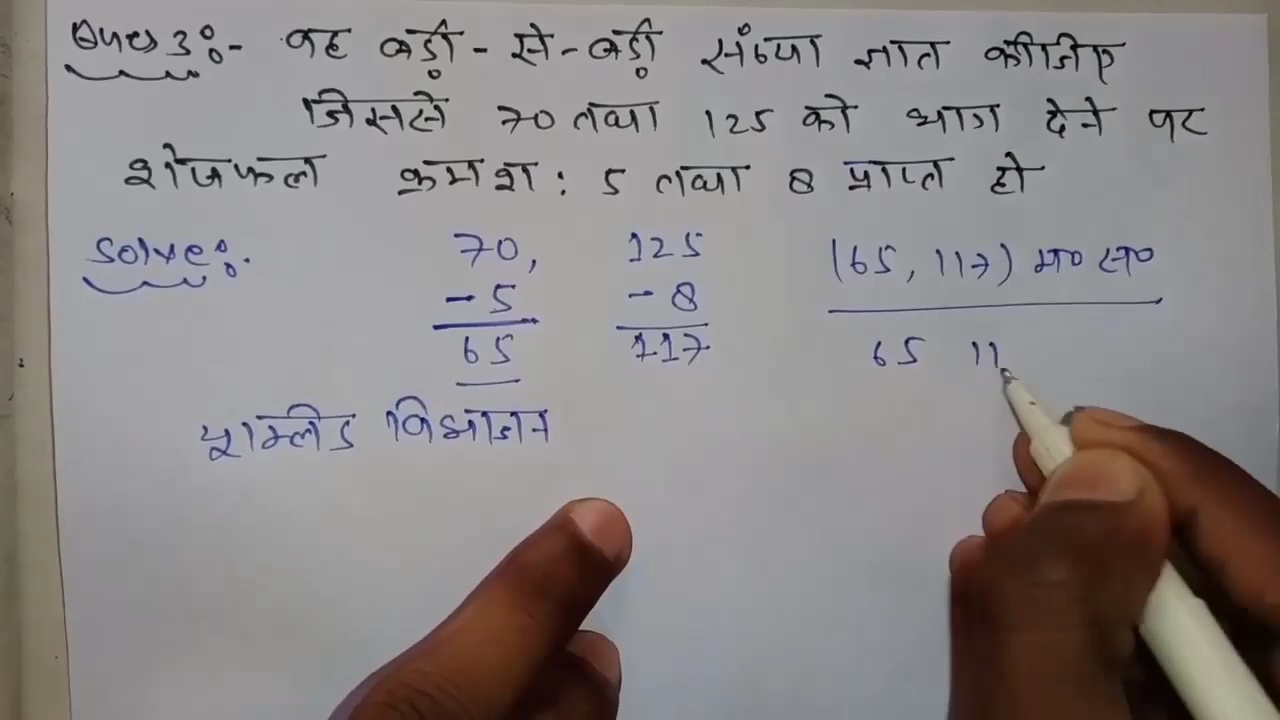 Ques 3:- वह बड़ी - से - बड़ी संख्या ज्ञात कीजिए
जिससे 70 तथा 125 को भाग देने पर
शेषफल क्रमश: 5 तथा 8 प्राप्त हो
Solve:-
70, 125 (65, 117) म० स०
- 5 - 8
65 117 65 11
यूक्लिड विभाजन